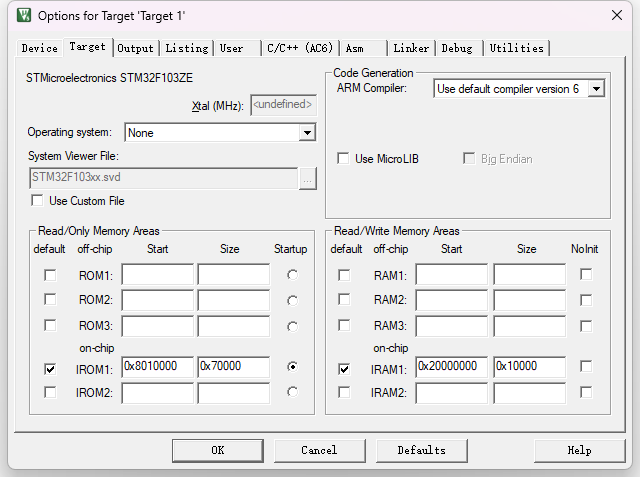 Options for Target 'Target 1'
Device Target Output Listing User C/C++ (AC6) Asm Linker Debug Utilities
STMicroelectronics STM32F103ZE
Xtal (MHz): <undefined>
Operating system: None
System Viewer File:
STM32F103xx.svd ...
Use Custom File
Code Generation
ARM Compiler: Use default compiler version 6
Use MicroLIB Big Endian
Read/Only Memory Areas
default off-chip Start Size Startup
ROM1:
ROM2:
ROM3:
on-chip
IROM1: 0x8010000 0x70000
IROM2:
Read/Write Memory Areas
default off-chip Start Size NoInit
RAM1:
RAM2:
RAM3:
on-chip
IRAM1: 0x20000000 0x10000
IRAM2:
OK Cancel Defaults Help